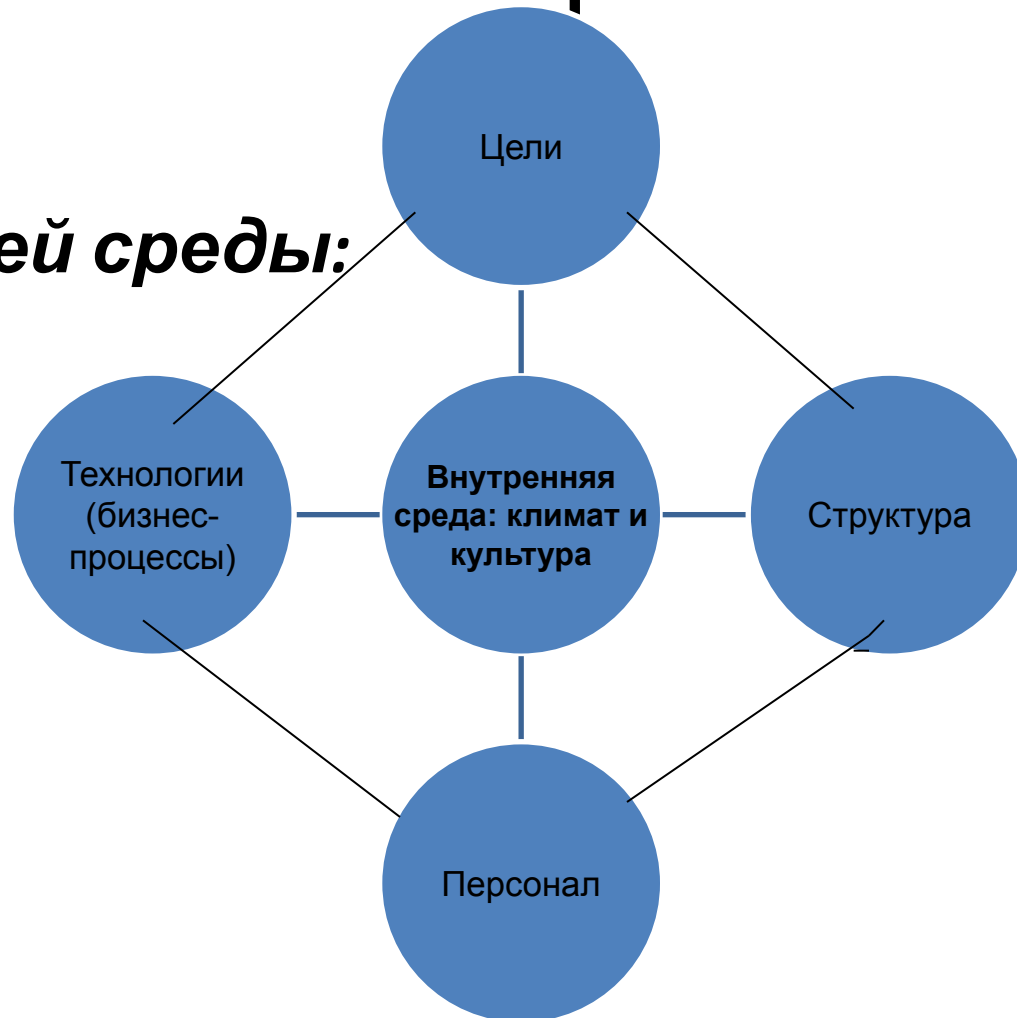 Цели
ей среды:
Технологии
(бизнес-
процессы)
Внутренняя
среда: климат и
культура
Структура
Персонал